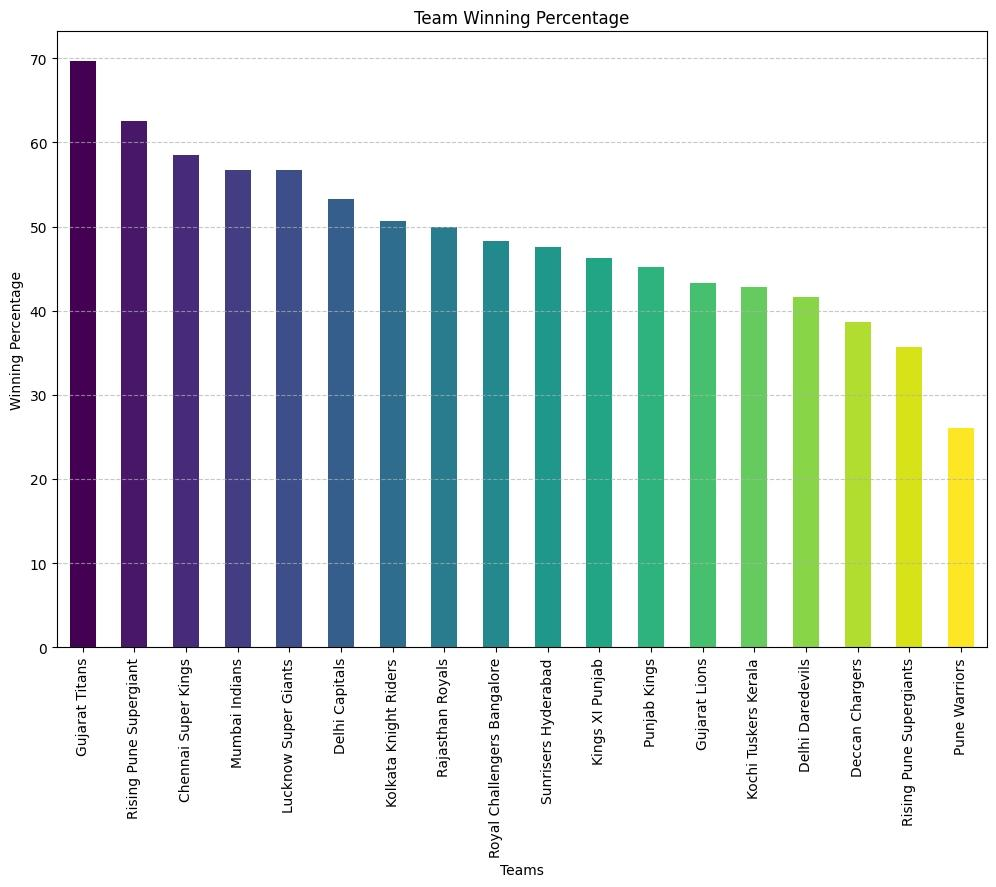 Team Winning Percentage
Winning Percentage
70
60
50
40
30
20
10
0
Gujarat Titans
Rising Pune Supergiant
Chennai Super Kings
Mumbai Indians
Lucknow Super Giants
Delhi Capitals
Kolkata Knight Riders
Rajasthan Royals
Royal Challengers Bangalore
Sunrisers Hyderabad
Kings XI Punjab
Punjab Kings
Gujarat Lions
Kochi Tuskers Kerala
Delhi Daredevils
Deccan Chargers
Rising Pune Supergiants
Pune Warriors
Teams